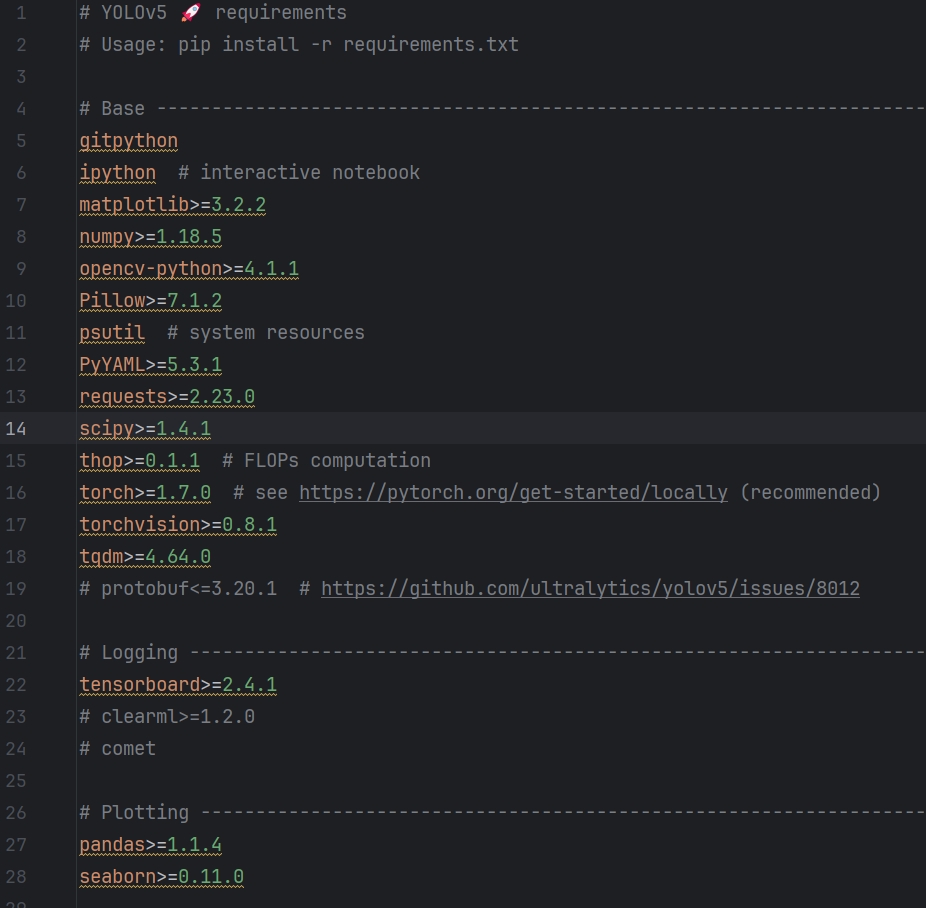 1 # YOLOv5 🚀 requirements
2 # Usage: pip install -r requirements.txt
3
4 # Base ----------------------------------------------------------------------
5 gitpython
6 ipython  # interactive notebook
7 matplotlib>=3.2.2
8 numpy>=1.18.5
9 opencv-python>=4.1.1
10 Pillow>=7.1.2
11 psutil  # system resources
12 PyYAML>=5.3.1
13 requests>=2.23.0
14 scipy>=1.4.1
15 thop>=0.1.1  # FLOPs computation
16 torch>=1.7.0  # see https://pytorch.org/get-started/locally (recommended)
17 torchvision>=0.8.1
18 tqdm>=4.64.0
19 # protobuf<=3.20.1  # https://github.com/ultralytics/yolov5/issues/8012
20
21 # Logging -------------------------------------------------------------------
22 tensorboard>=2.4.1
23 # clearml>=1.2.0
24 # comet
25
26 # Plotting ------------------------------------------------------------------
27 pandas>=1.1.4
28 seaborn>=0.11.0